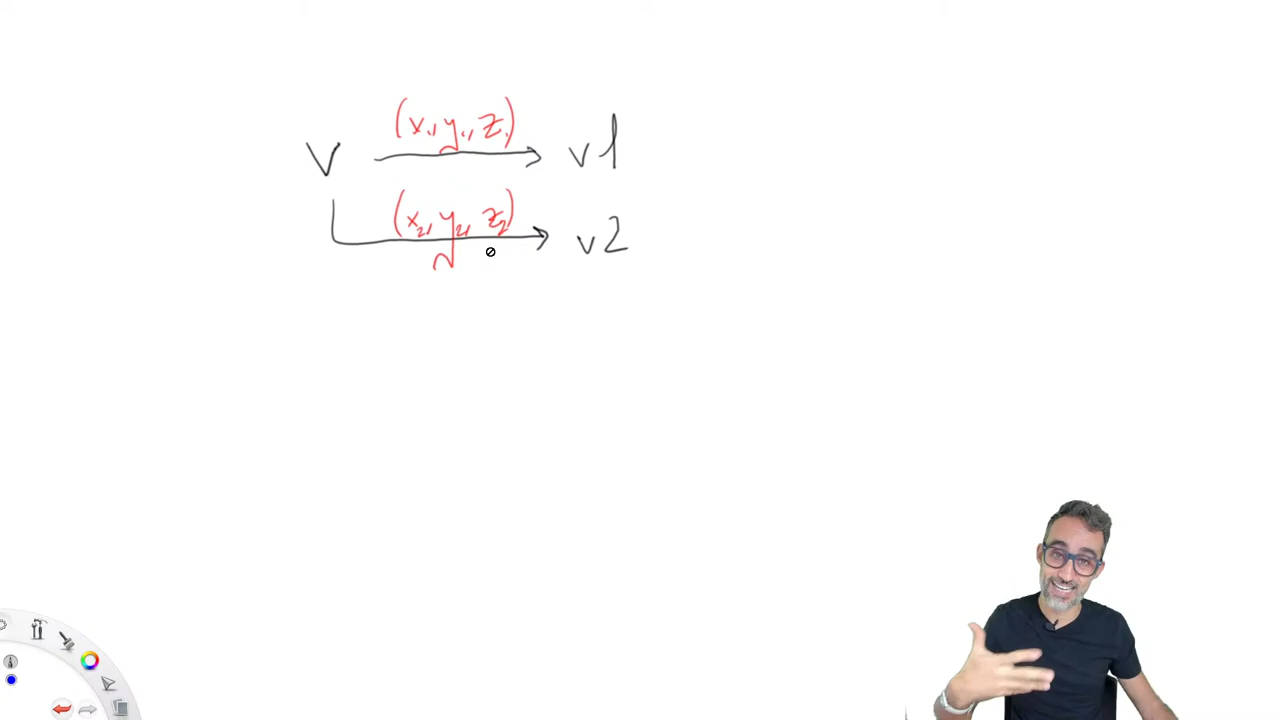 (x₁, y₁, z₁)
v v1
(x₂, y₂, z₂)
v2